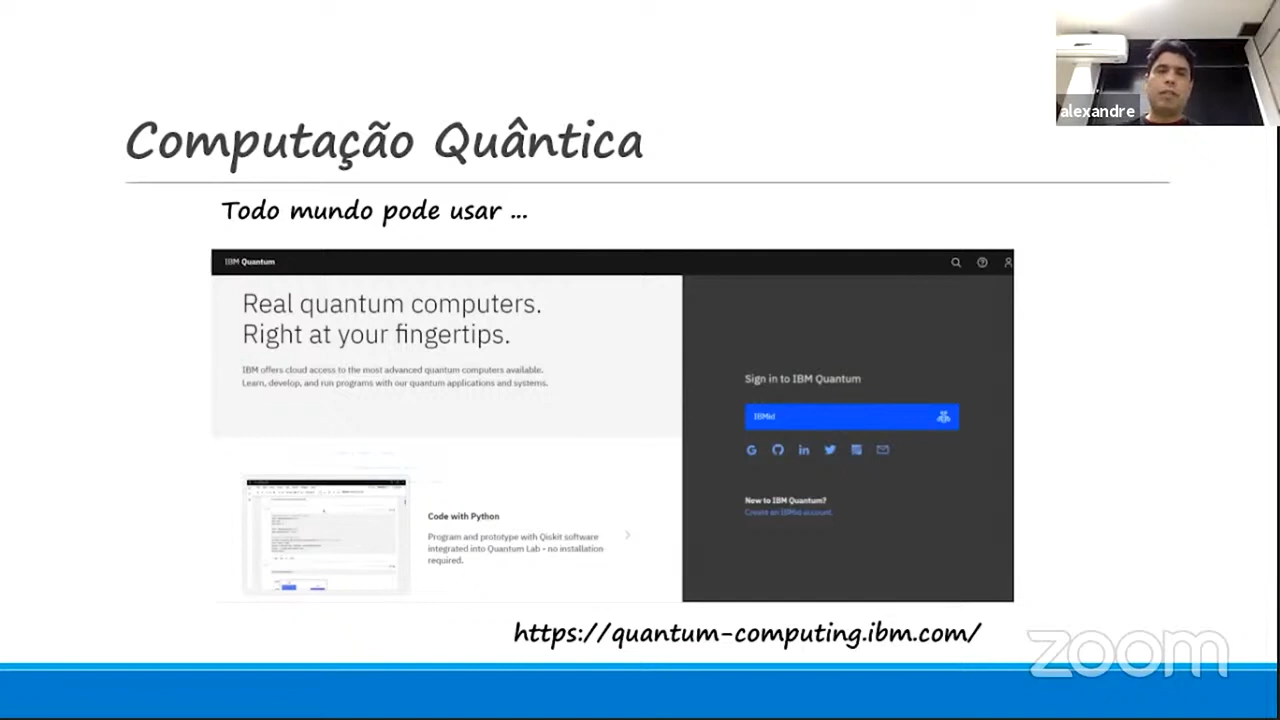 alexandre
Computação Quântica
Todo mundo pode usar ...
IBM Quantum
Real quantum computers.
Right at your fingertips.
IBM offers cloud access to the most advanced quantum computers available.
Learn, develop, and run programs with our quantum applications and systems.
Sign in to IBM Quantum
IBMid
New to IBM Quantum?
Create an IBMid account.
Code with Python
Program and prototype with Qiskit software
integrated into Quantum Lab - no installation
required.
https://quantum-computing.ibm.com/
zoom